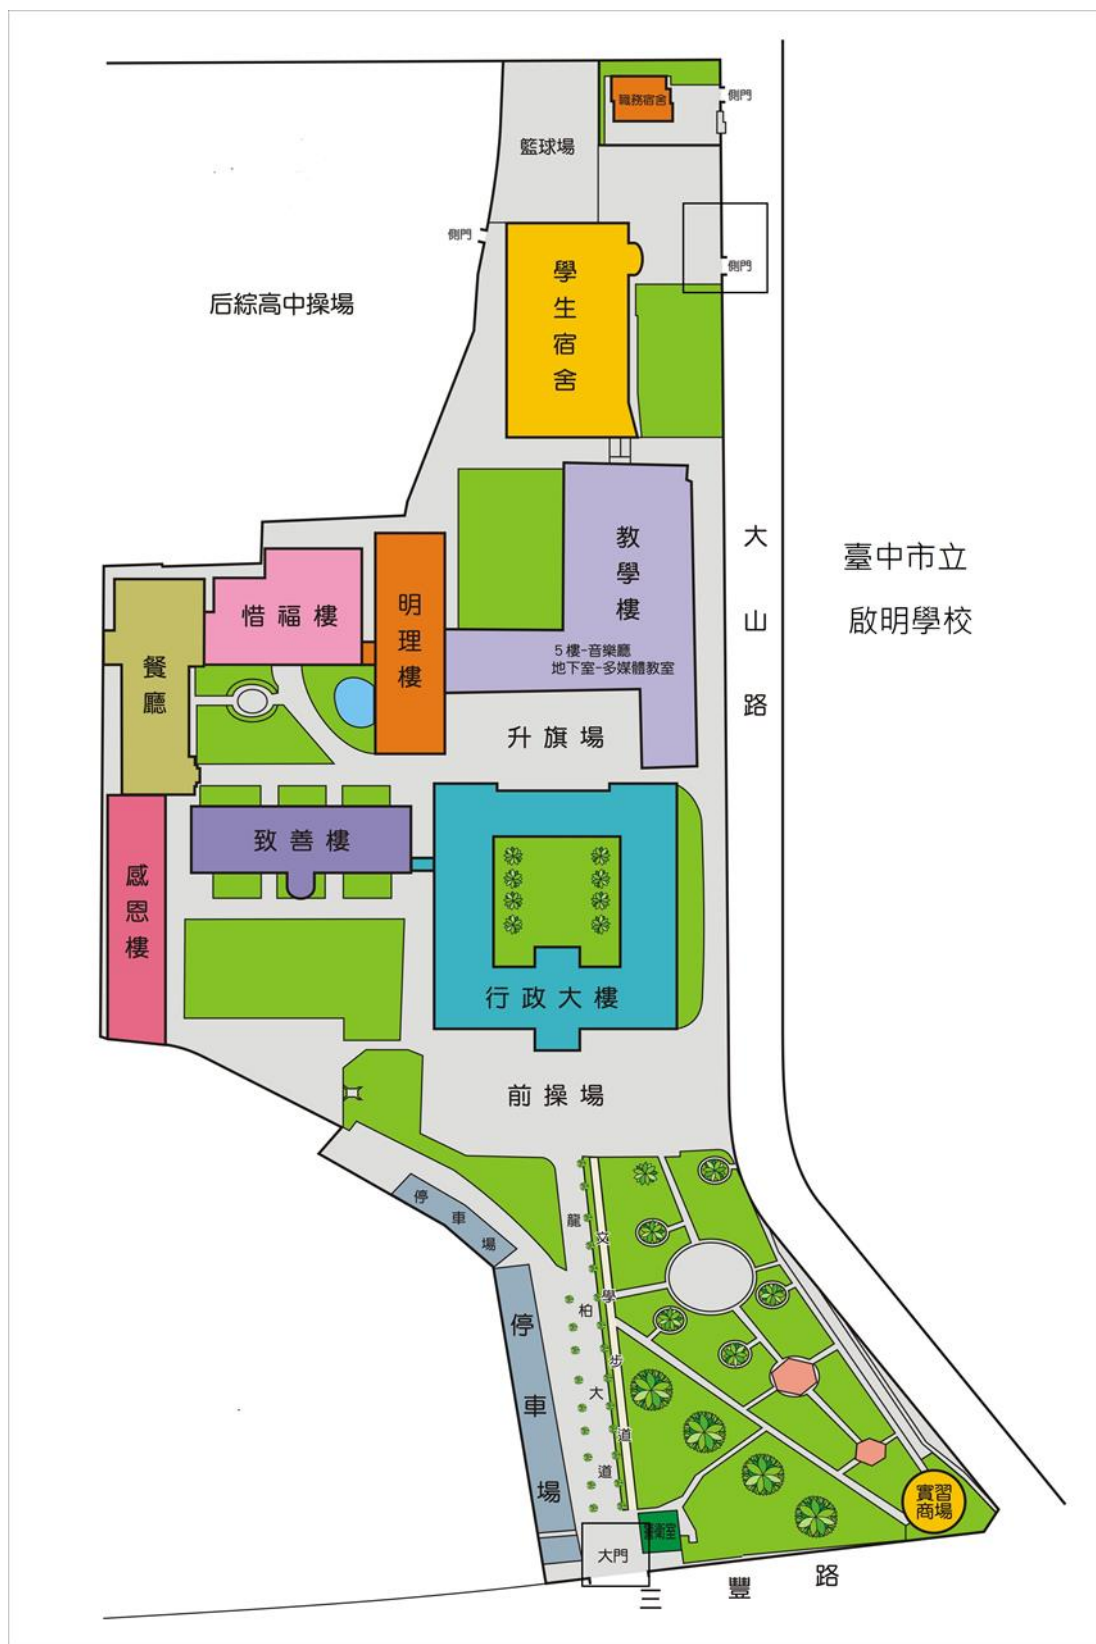 職務宿舍
側門
籃球場
側門
側門
學生宿舍
后綜高中操場
大山路
臺中市立
啟明學校
教學樓
5樓-音樂廳
地下室-多媒體教室
明理樓
惜福樓
餐廳
升旗場
致善樓
感恩樓
行政大樓
前操場
停車場
龍柏大道
文學步道
停車場
實習
商場
警衛室
大門
三豐路